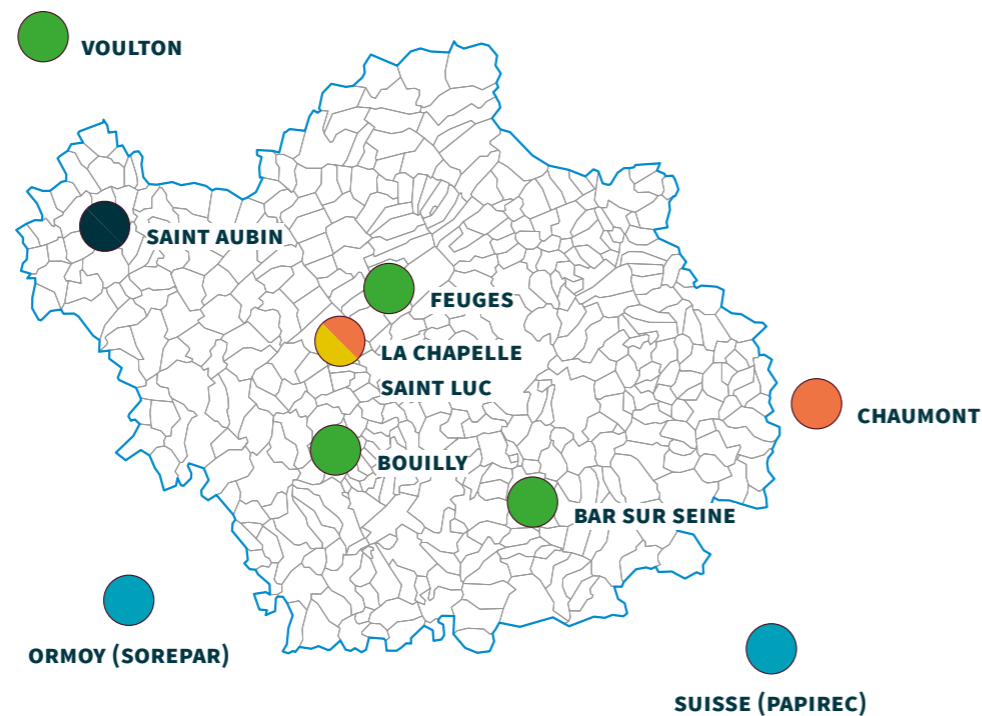 VOULTON
SAINT AUBIN
FEUGES
LA CHAPELLE
SAINT LUC
CHAUMONT
BOUILLY
BAR SUR SEINE
ORMOY (SOREPAR)
SUISSE (PAPIREC)